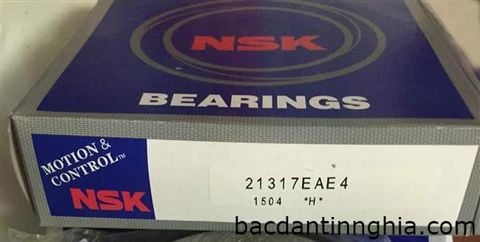 NSK
BEARINGS
MOTION &
CONTROL™
NSK
21317EAE4
1504 "H"
bacdantinnghia.com